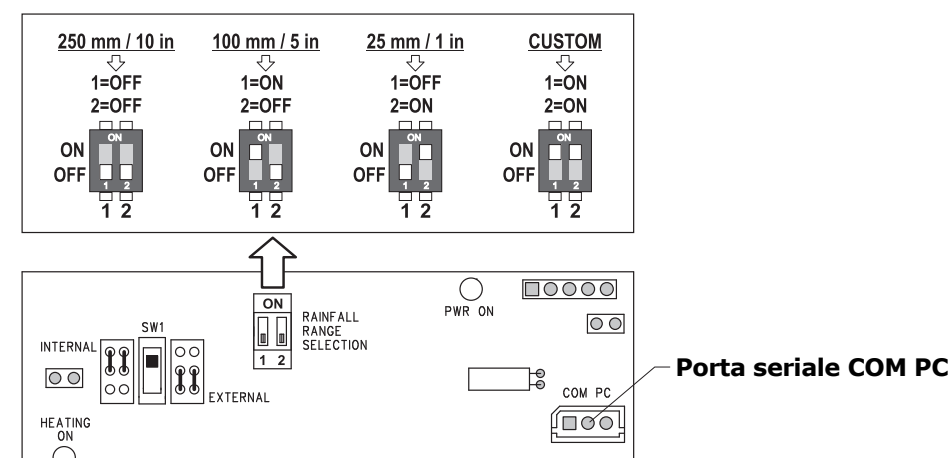 250 mm / 10 in 100 mm / 5 in 25 mm / 1 in CUSTOM
1=OFF 1=ON 1=OFF 1=ON
2=OFF 2=OFF 2=ON 2=ON
ON ON ON ON
ON ON ON ON
OFF OFF OFF OFF
1 2 1 2 1 2 1 2
1 2 1 2 1 2 1 2
ON
PWR ON
RAINFALL
RANGE
SELECTION
1 2
SW1
INTERNAL
EXTERNAL
Porta seriale COM PC
COM PC
HEATING
ON